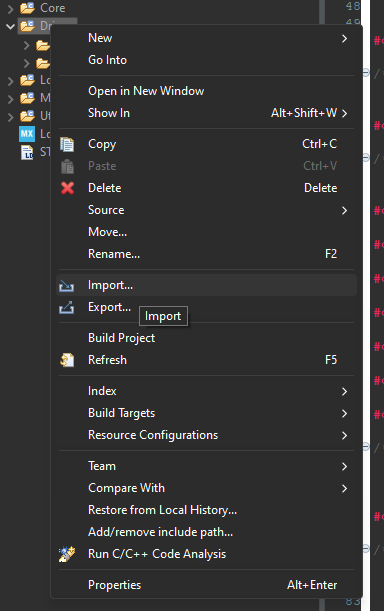 Core
48
Dri
49
New
Go Into
Open in New Window
Show In Alt+Shift+W
Copy Ctrl+C
Paste Ctrl+V
Delete Delete
Source
Move...
Rename... F2
Import...
Export...
Import
Build Project
Refresh F5
Index
Build Targets
Resource Configurations
Team
Compare With
Restore from Local History...
Add/remove include path...
Run C/C++ Code Analysis
Properties Alt+Enter
83
Lo
M
Ut
MX Lo
ST